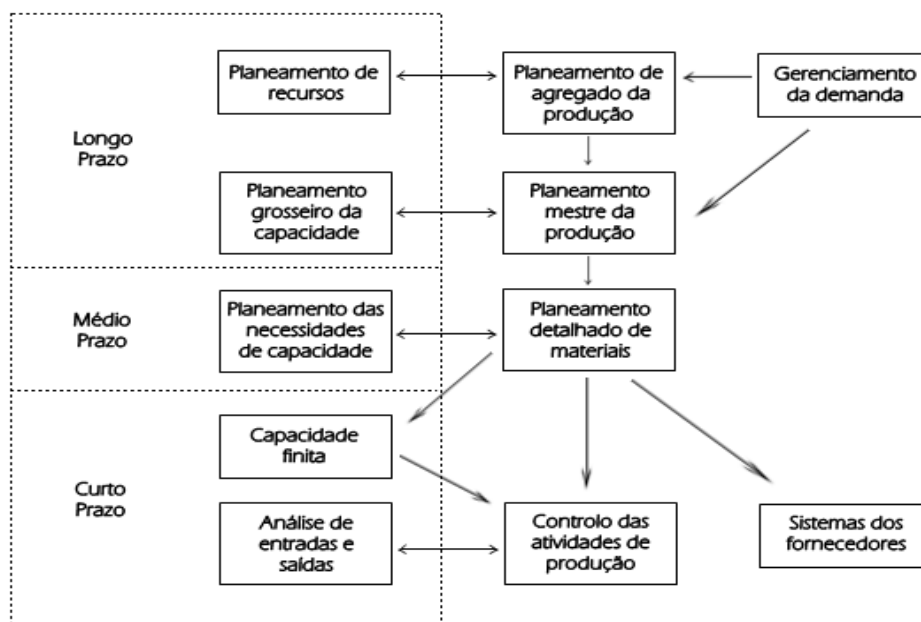 Planeamento de
recursos
Planeamento de
agregado da
produção
Gerenciamento
da demanda
Longo
Prazo
Planeamento
grosseiro da
capacidade
Planeamento
mestre da
produção
Médio
Prazo
Planeamento das
necessidades
de capacidade
Planeamento
detalhado de
materiais
Capacidade
finita
Curto
Prazo
Análise de
entradas e
saídas
Controlo das
atividades de
produção
Sistemas dos
fornecedores